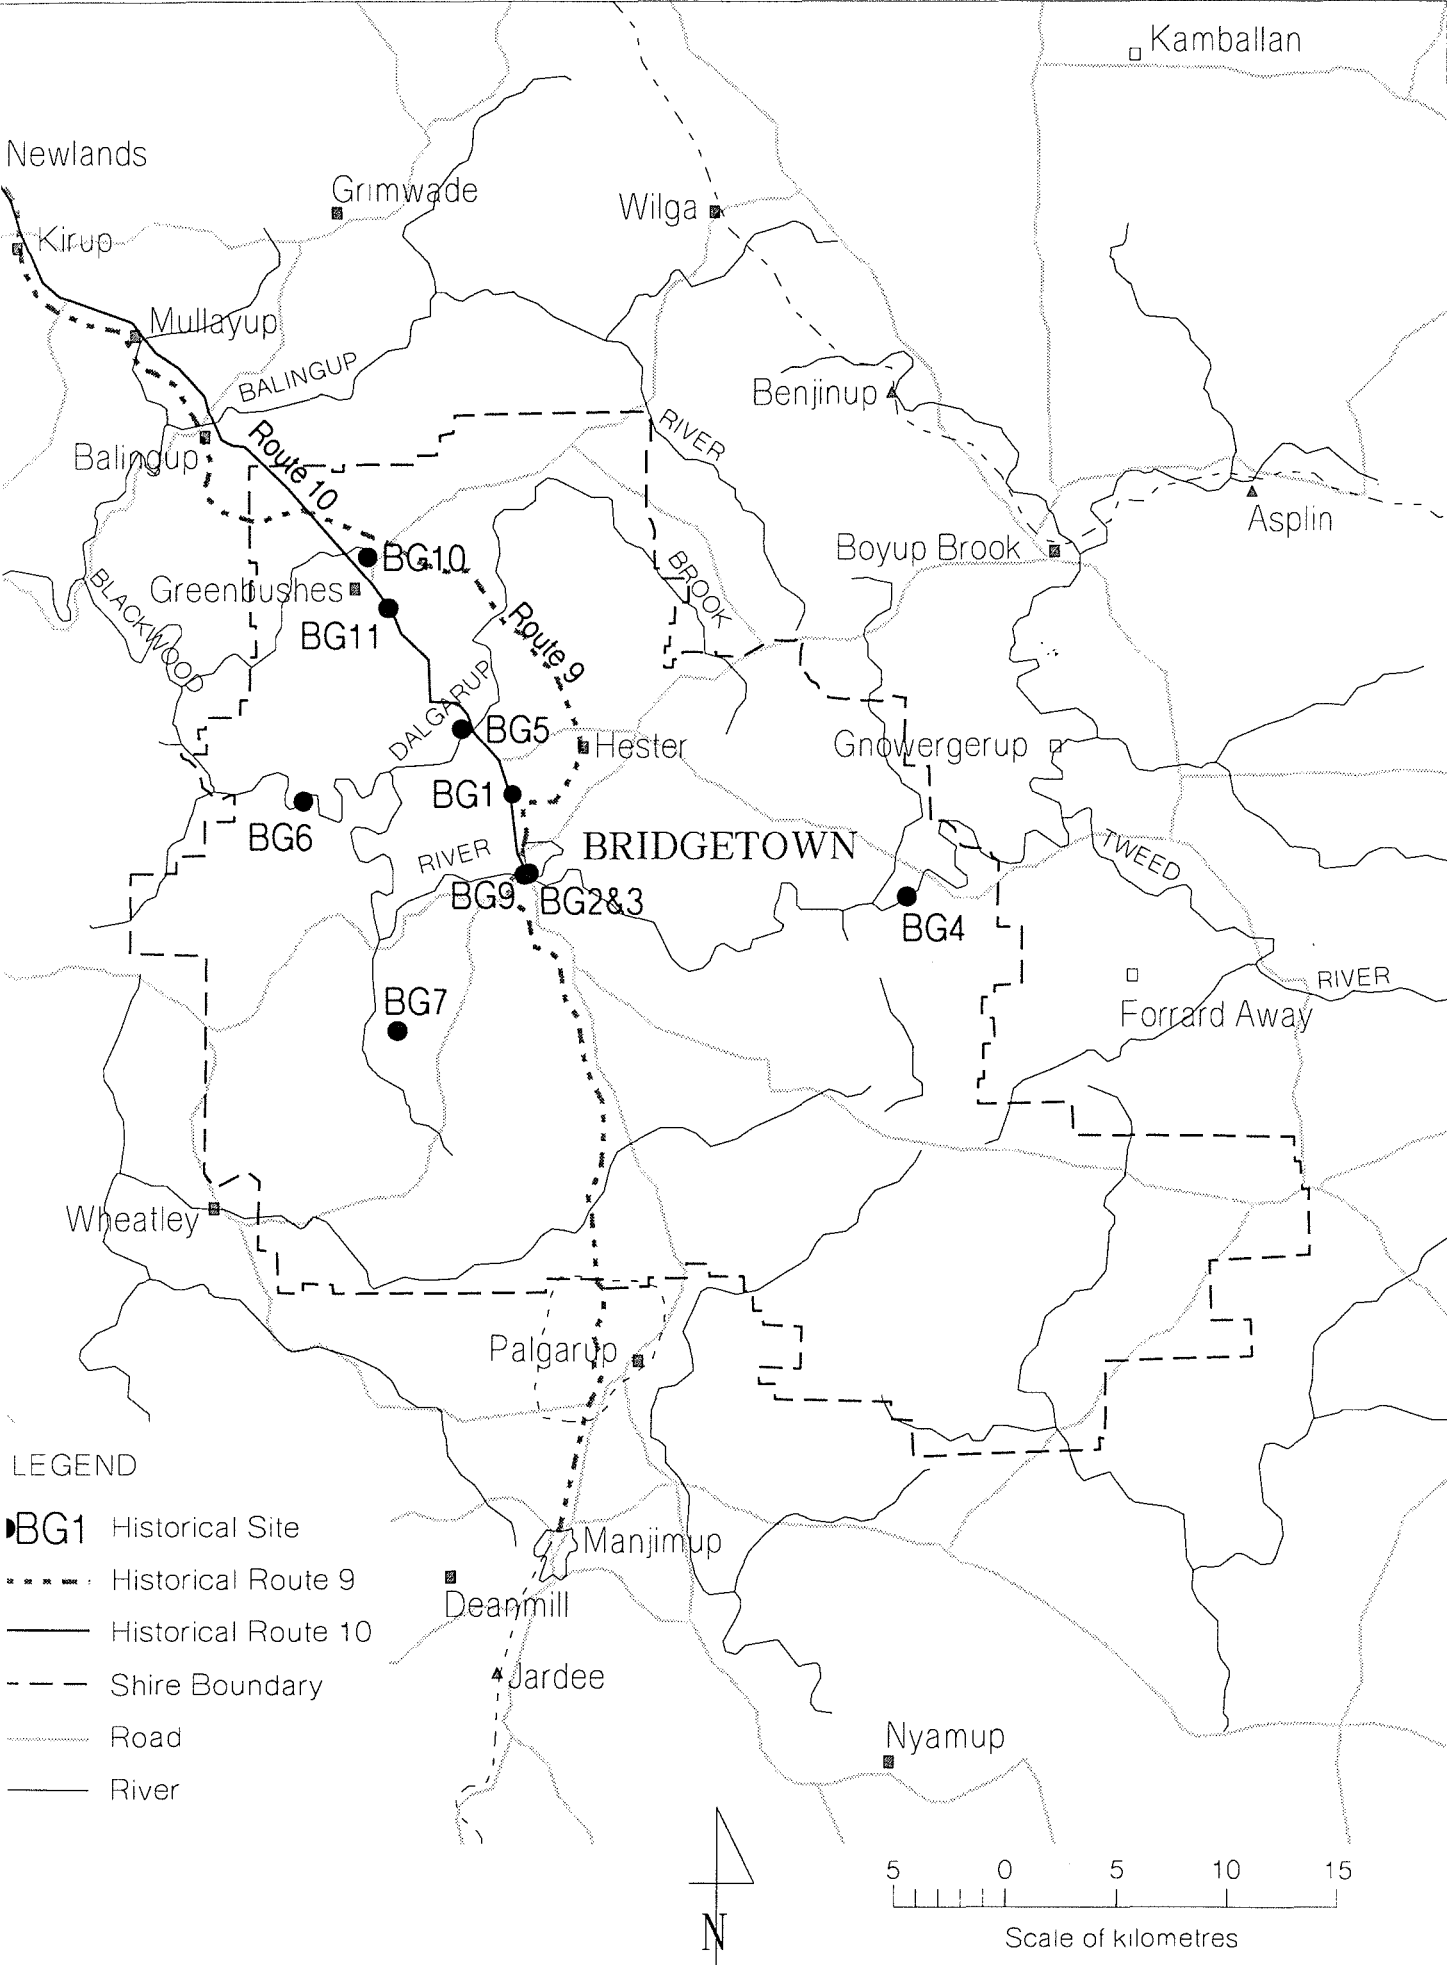 Kamballan
Newlands
Grimwade
Wilga
Kirup
Mullayup
BALINGUP
Benjinup
RIVER
Route 10
Balingup
Asplin
Boyup Brook
BG10
BROOK
BLACKWOOD
Greenbushes
Route 9
BG11
DALGARUP
BG5
Hester
Gnowergerup
BG1
BG6
RIVER
BRIDGETOWN
TWEED
BG9
BG2&3
BG4
RIVER
BG7
Forrard Away
Wheatley
Palgarup
LEGEND
BG1 Historical Site
Historical Route 9
Historical Route 10
Shire Boundary
Road
River
Manjimup
Deanmill
Jardee
Nyamup
N
5 0 5 10 15
Scale of kilometres